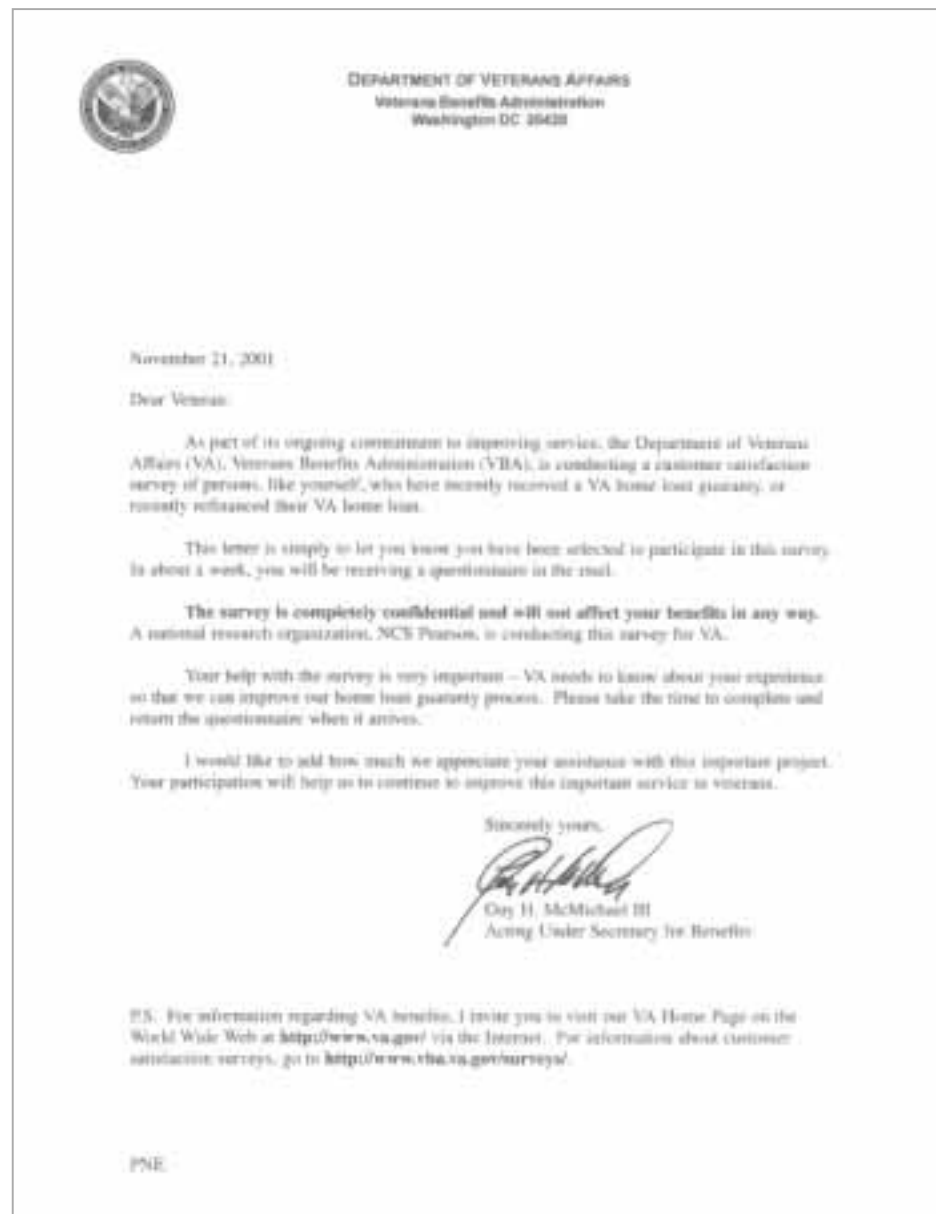 DEPARTMENT OF VETERANS AFFAIRS
Veterans Benefits Administration
Washington DC 20420
November 21, 2001
Dear Veteran:
As part of its ongoing commitment to improving service, the Department of Veterans
Affairs (VA), Veterans Benefits Administration (VBA), is conducting a customer satisfaction
survey of persons, like yourself, who have recently received a VA home loan guaranty, or
recently refinanced their VA home loan.
This letter is simply to let you know you have been selected to participate in this survey.
In about a week, you will be receiving a questionnaire in the mail.
The survey is completely confidential and will not affect your benefits in any way.
A national research organization, NCS Pearson, is conducting this survey for VA.
Your help with the survey is very important – VA needs to know about your experience
so that we can improve our home loan guaranty process. Please take the time to complete and
return the questionnaire when it arrives.
I would like to add how much we appreciate your assistance with this important project.
Your participation will help us to continue to improve this important service to veterans.
Sincerely yours,
Guy H. McMichael III
Acting Under Secretary for Benefits
P.S. For information regarding VA benefits, I invite you to visit our VA Home Page on the
World Wide Web at http://www.va.gov/ via the Internet. For information about customer
satisfaction surveys, go to http://www.vba.va.gov/surveys/.
PNE